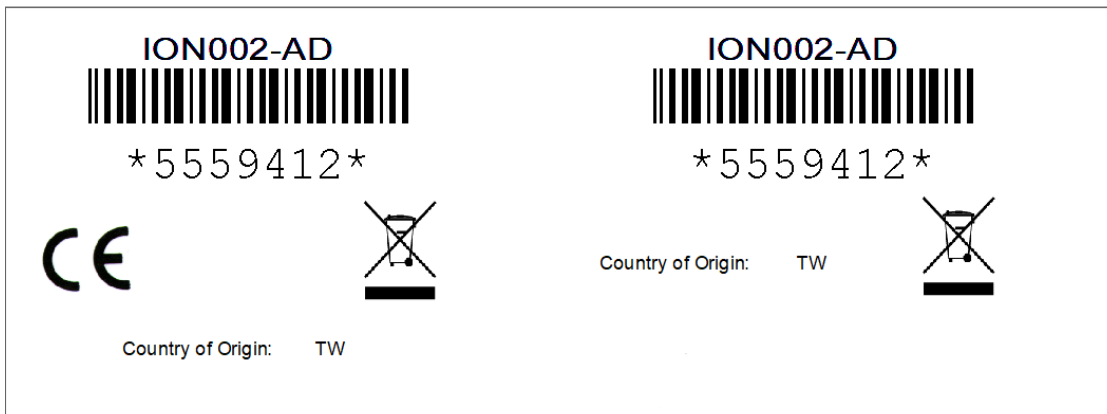 ION002-AD
*5559412*
CE
Country of Origin: TW
ION002-AD
*5559412*
Country of Origin: TW